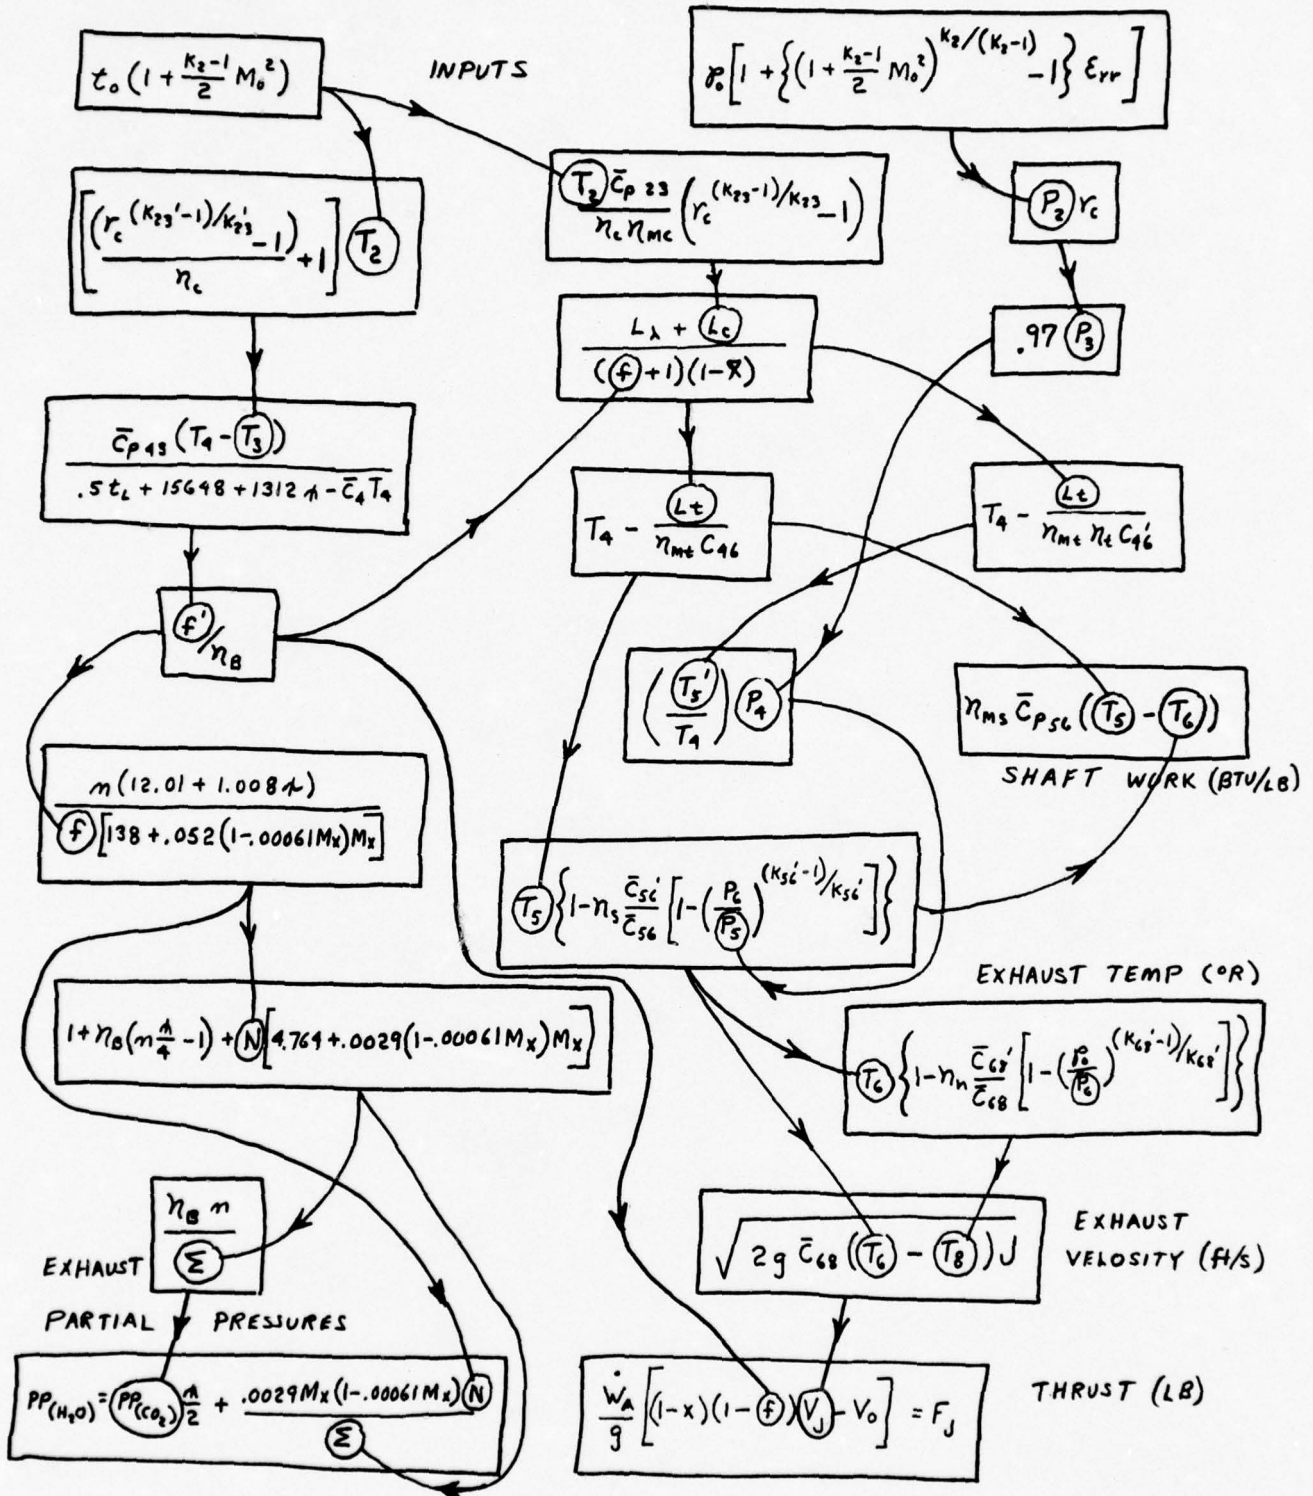 t₀(1 + (K₂-1)/2 M₀²)
INPUTS
p₀[1 + {(1 + (K₂-1)/2 M₀²)^(K₂/(K₂-1) ) -1} Ɛrr]
[((r_c^((K₂₃'-1)/K₂₃') -1)/η_c) + 1] T₂
(T₂ C̄p₂₃)/(η_c η_mc) (r_c^((K₂₃-1)/K₂₃) -1)
P₂ r_c
(L_λ + L_c)/((f+1)(1-X))
.97 P₃
(C̄p₄₃(T₄ - T₃))/(.5t_L + 15648 + 1312 r - C̄₄T₄)
T₄ - L_t/(η_mt C₄₆)
T₄ - L_t/(η_mt η_t C₄₆')
f'/η_B
(T₅'/T₄) P₄
η_ms C̄p₅₆((T₅) - (T₆))
SHAFT WORK (BTU/LB)
n(12.01 + 1.008r)/(f[138 + .052(1-.00061Mx)Mx])
T₅{1-η_s (C̄₅₆'/C̄₅₆)[1-(P₆/P₅)^((K₅₆'-1)/K₅₆')]}
EXHAUST TEMP (°R)
1 + η_B(n r/4 - 1) + N[4.764+.0029(1-.00061Mx)Mx]
T₆{1-η_n (C̄₆₈'/C̄₆₈)[1-(p₀/P₆)^((K₆₈'-1)/K₆₈')]}
η_B n/Σ
EXHAUST
PARTIAL PRESSURES
√(2g C̄₆₈((T₆) - (T₈))J)
EXHAUST
VELOSITY (ft/s)
PP(H₂O) = PP(CO₂) r/2 + (.0029Mx(1-.00061Mx)N)/Σ
Ẇ_A/g [(1-x)(1-f)V_J - V₀] = F_J
THRUST (LB)